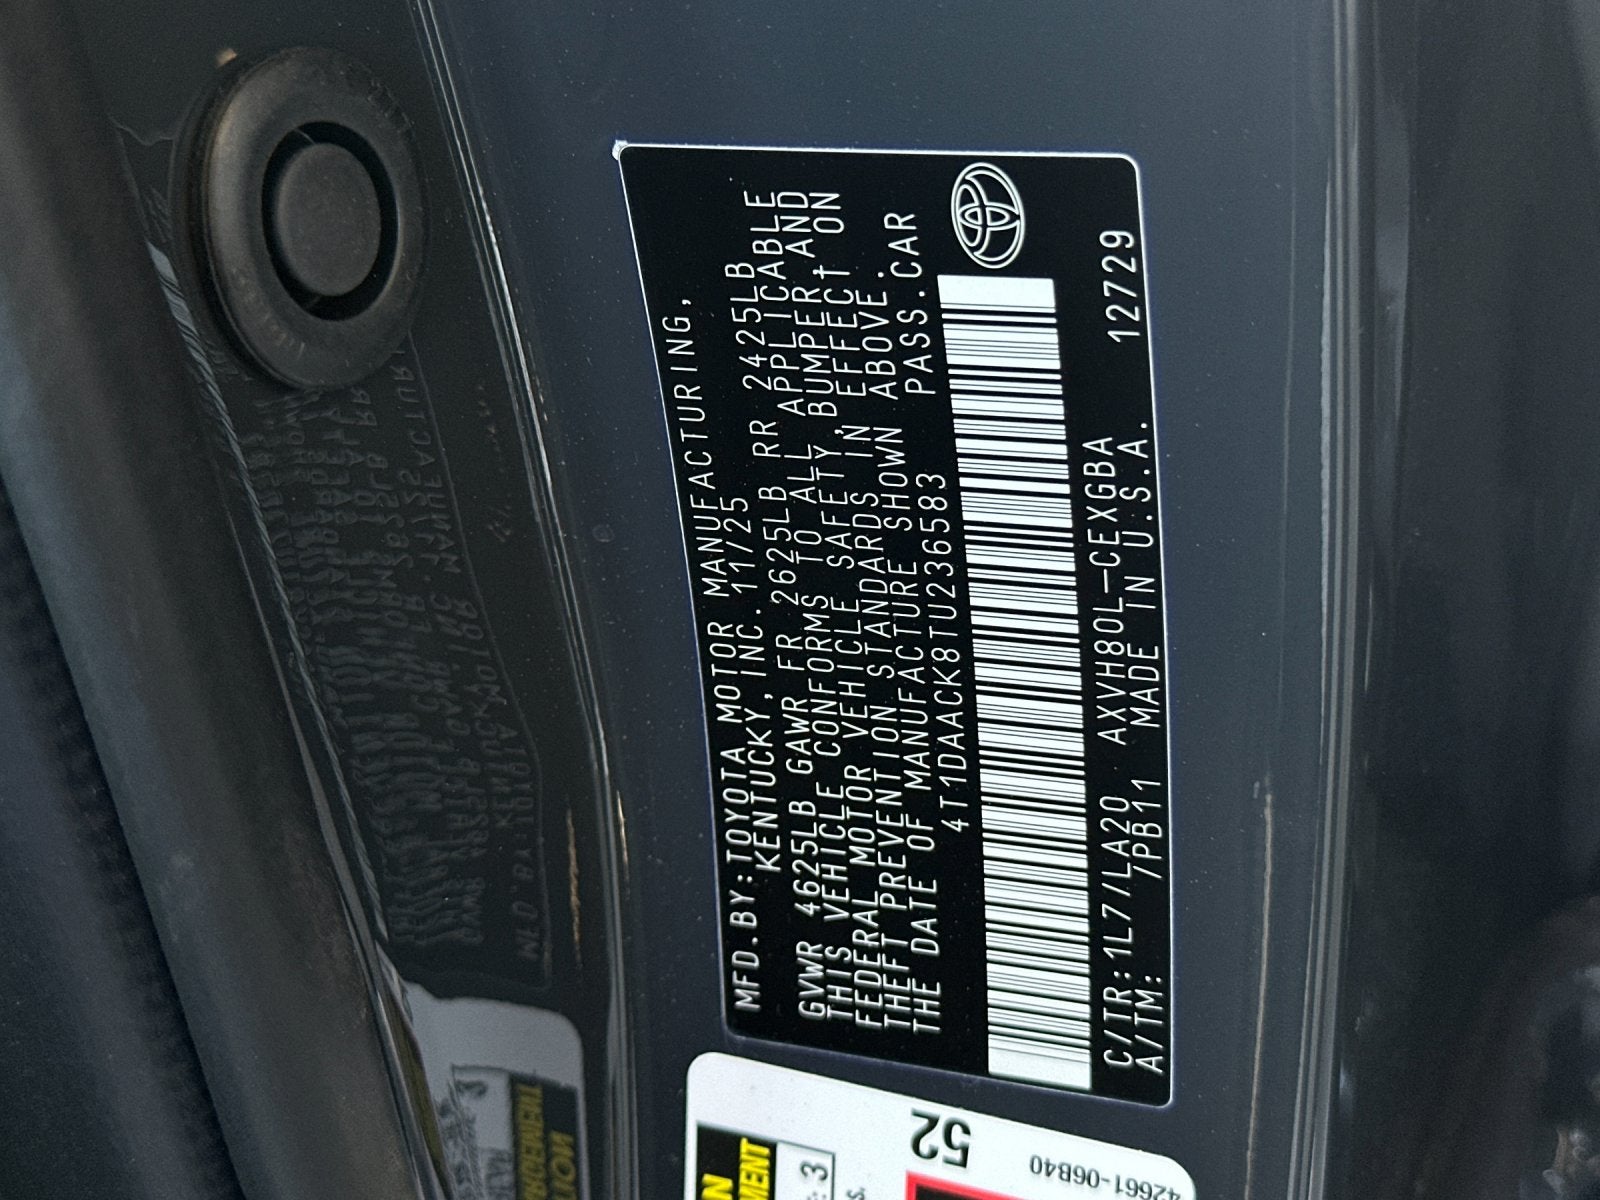 MFD.BY:TOYOTA MOTOR MANUFACTURING,
KENTUCKY,INC. 11/25
GVWR 4625LB GAWR FR 2625LB RR 2425LB
THIS VEHICLE CONFORMS TO ALL APPLICABLE
FEDERAL MOTOR VEHICLE SAFETY,BUMPER,AND
THEFT PREVENTION STANDARDS IN EFFECT ON
THE DATE OF MANUFACTURE SHOWN ABOVE.
4T1DAACK8TU236583 PASS.CAR
C/TR:1L7/LA20 AXVH80L-CEXGBA 12729
A/TM: /PB11 MADE IN U.S.A.
52
42661-06B40
3